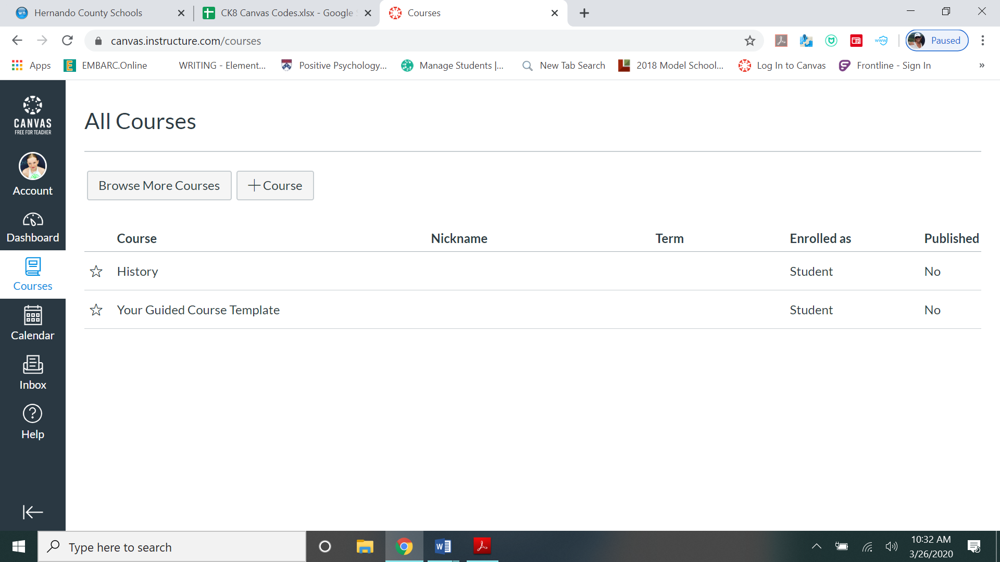 wn Hernando County Schools
CK8 Canvas Codes.xlsx - Google
Courses
canvas.instructure.com/courses
www
Paused
Apps
EMBARC.Online
WRITING - Element...
Positive Psychology...
Manage Students |...
New Tab Search
2018 Model School...
Log In to Canvas
Frontline - Sign In
»
CANVAS
FREE FOR TEACHER
Account
Dashboard
Courses
Calendar
Inbox
Help
All Courses
Browse More Courses
+ Course
Course Nickname Term Enrolled as Published
History Student No
Your Guided Course Template Student No
Type here to search
10:32 AM
3/26/2020